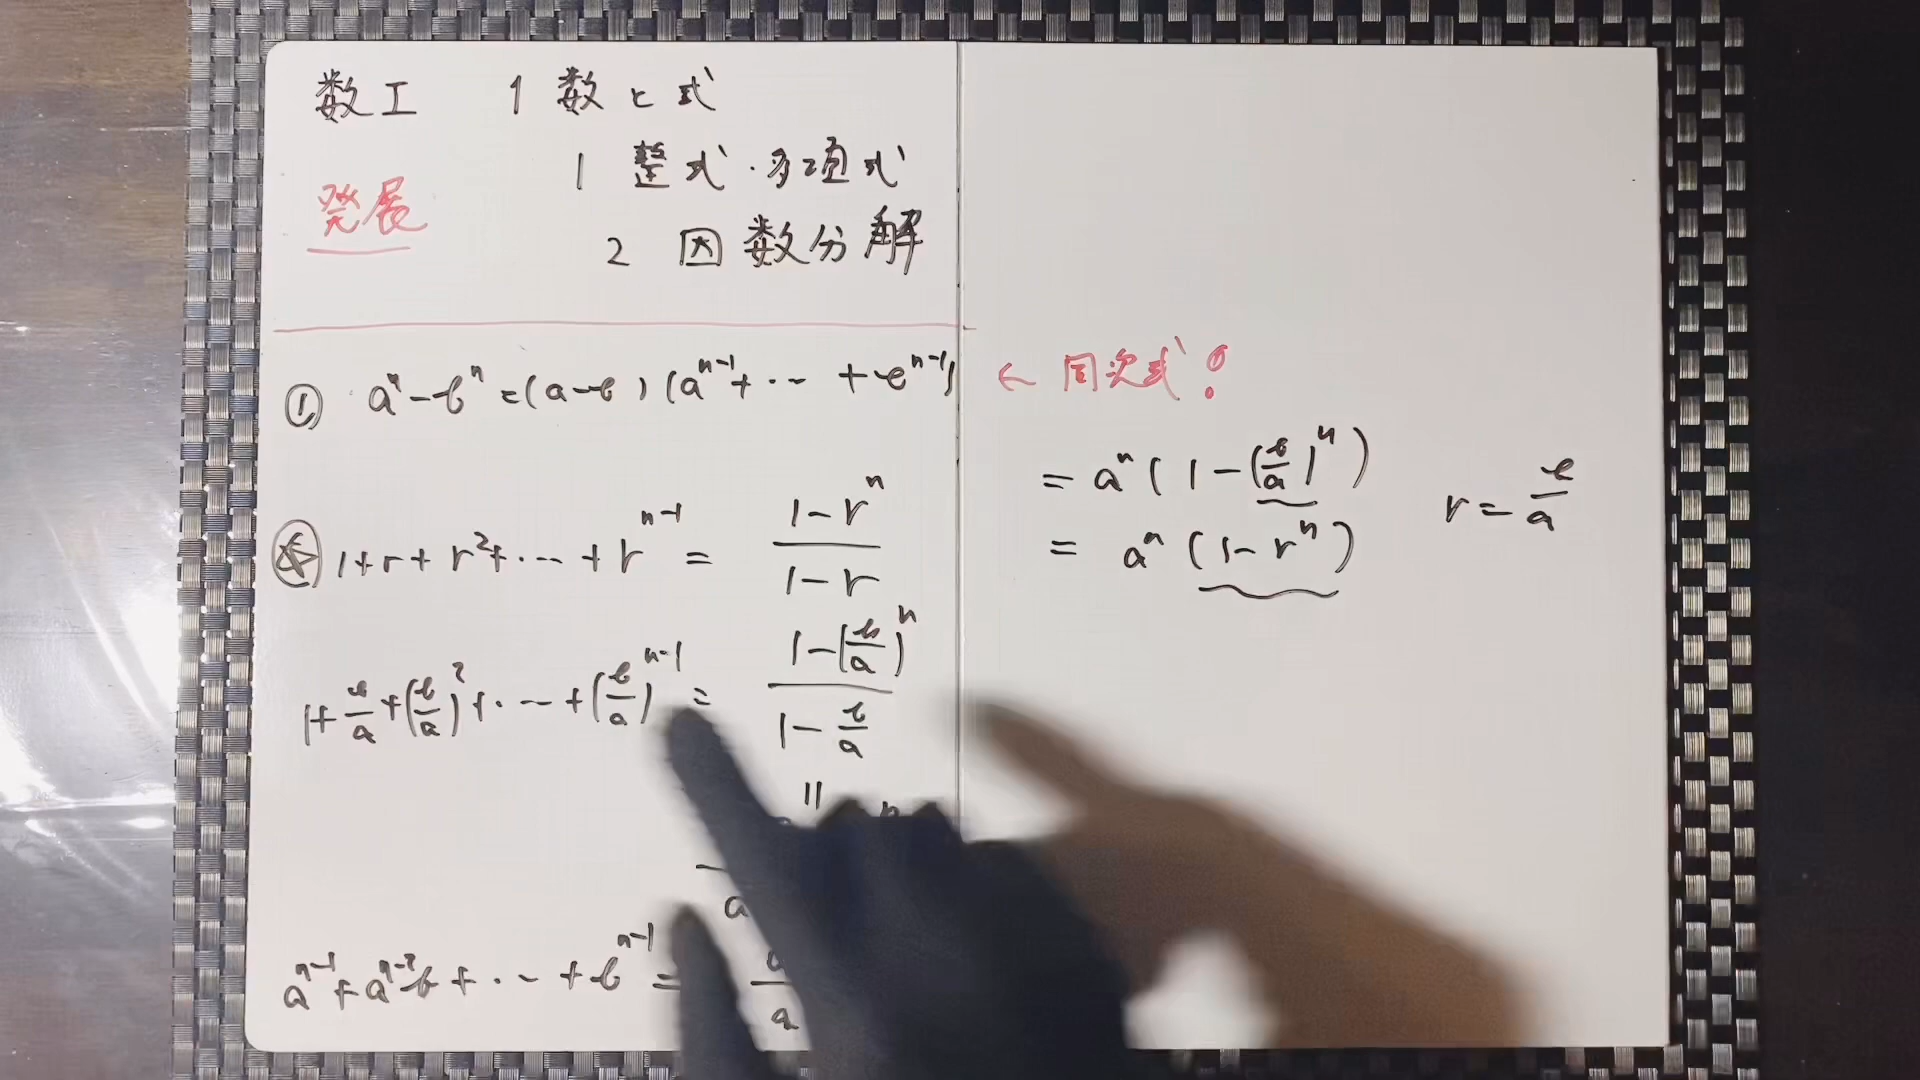 数I 1 数と式
1 整式・多項式
発展
2 因数分解
① aⁿ-bⁿ=(a-b)(aⁿ⁻¹+…+bⁿ⁻¹) ← 同次式!
= aⁿ(1-(b/a)ⁿ) r=b/a
= aⁿ(1-rⁿ)
1+r+r²+…+rⁿ⁻¹ = (1-rⁿ)/(1-r)
1+b/a+(b/a)²+…+(b/a)ⁿ⁻¹ = (1-(b/a)ⁿ)/(1-b/a)
=
aⁿ⁻¹+aⁿ⁻²b+…+bⁿ⁻¹=